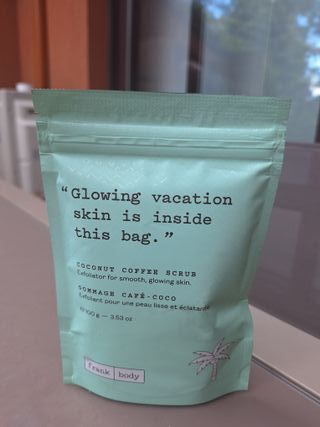 “Glowing vacation
skin is inside
this bag.”
COCONUT COFFEE SCRUB
Exfoliator for smooth, glowing skin.
GOMMAGE CAFÉ-COCO
Exfoliant pour une peau lisse et éclatante
℮100 g — 3.53 oz
frank body